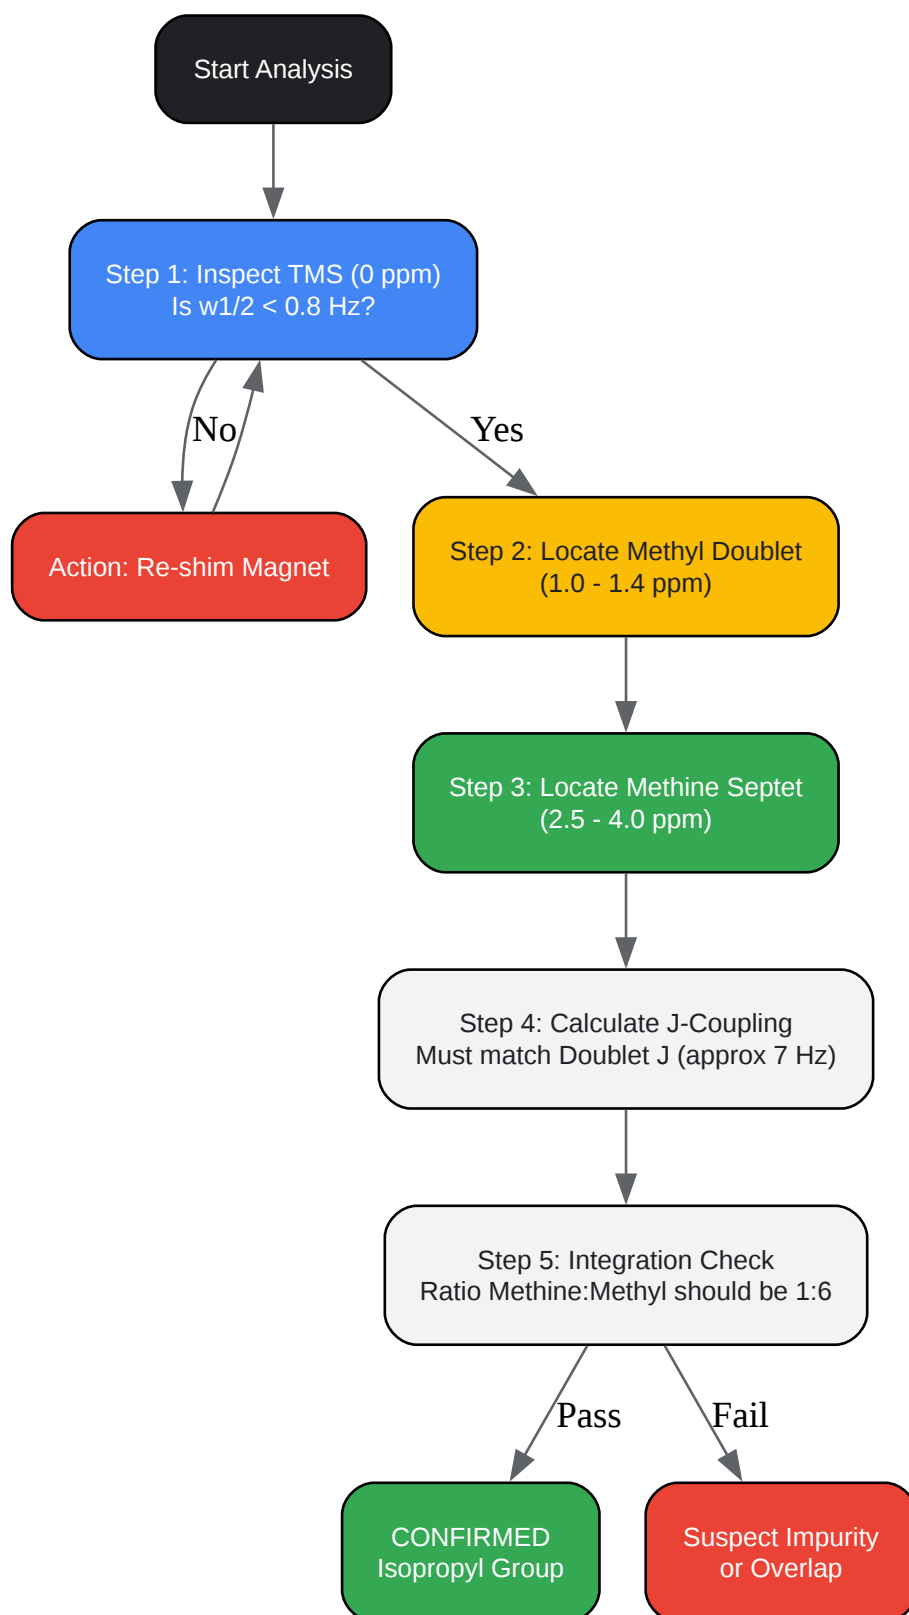 Start Analysis
Step 1: Inspect TMS (0 ppm)
Is w1/2 < 0.8 Hz?
No
Yes
Action: Re-shim Magnet
Step 2: Locate Methyl Doublet
(1.0 - 1.4 ppm)
Step 3: Locate Methine Septet
(2.5 - 4.0 ppm)
Step 4: Calculate J-Coupling
Must match Doublet J (approx 7 Hz)
Step 5: Integration Check
Ratio Methine:Methyl should be 1:6
Pass
Fail
CONFIRMED
Isopropyl Group
Suspect Impurity
or Overlap